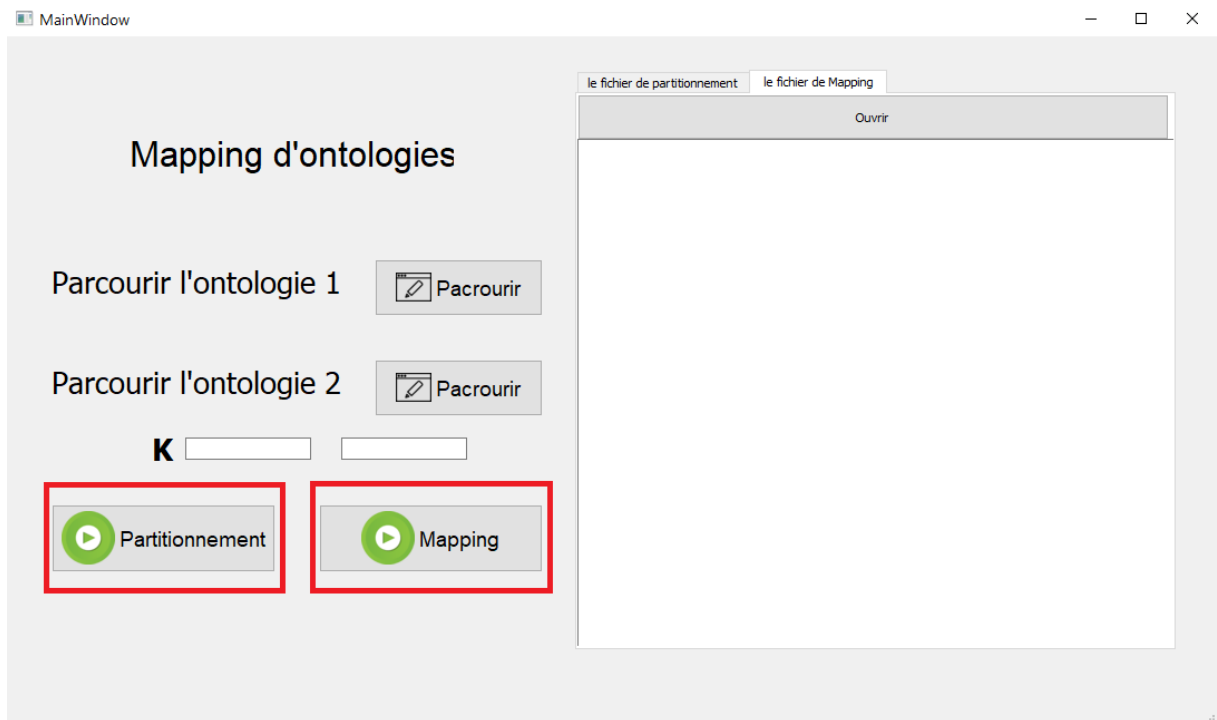 MainWindow
le fichier de partitionnement
le fichier de Mapping
Ouvrir
Mapping d'ontologies
Parcourir l'ontologie 1
Pacrourir
Parcourir l'ontologie 2
Pacrourir
K
Partitionnement
Mapping